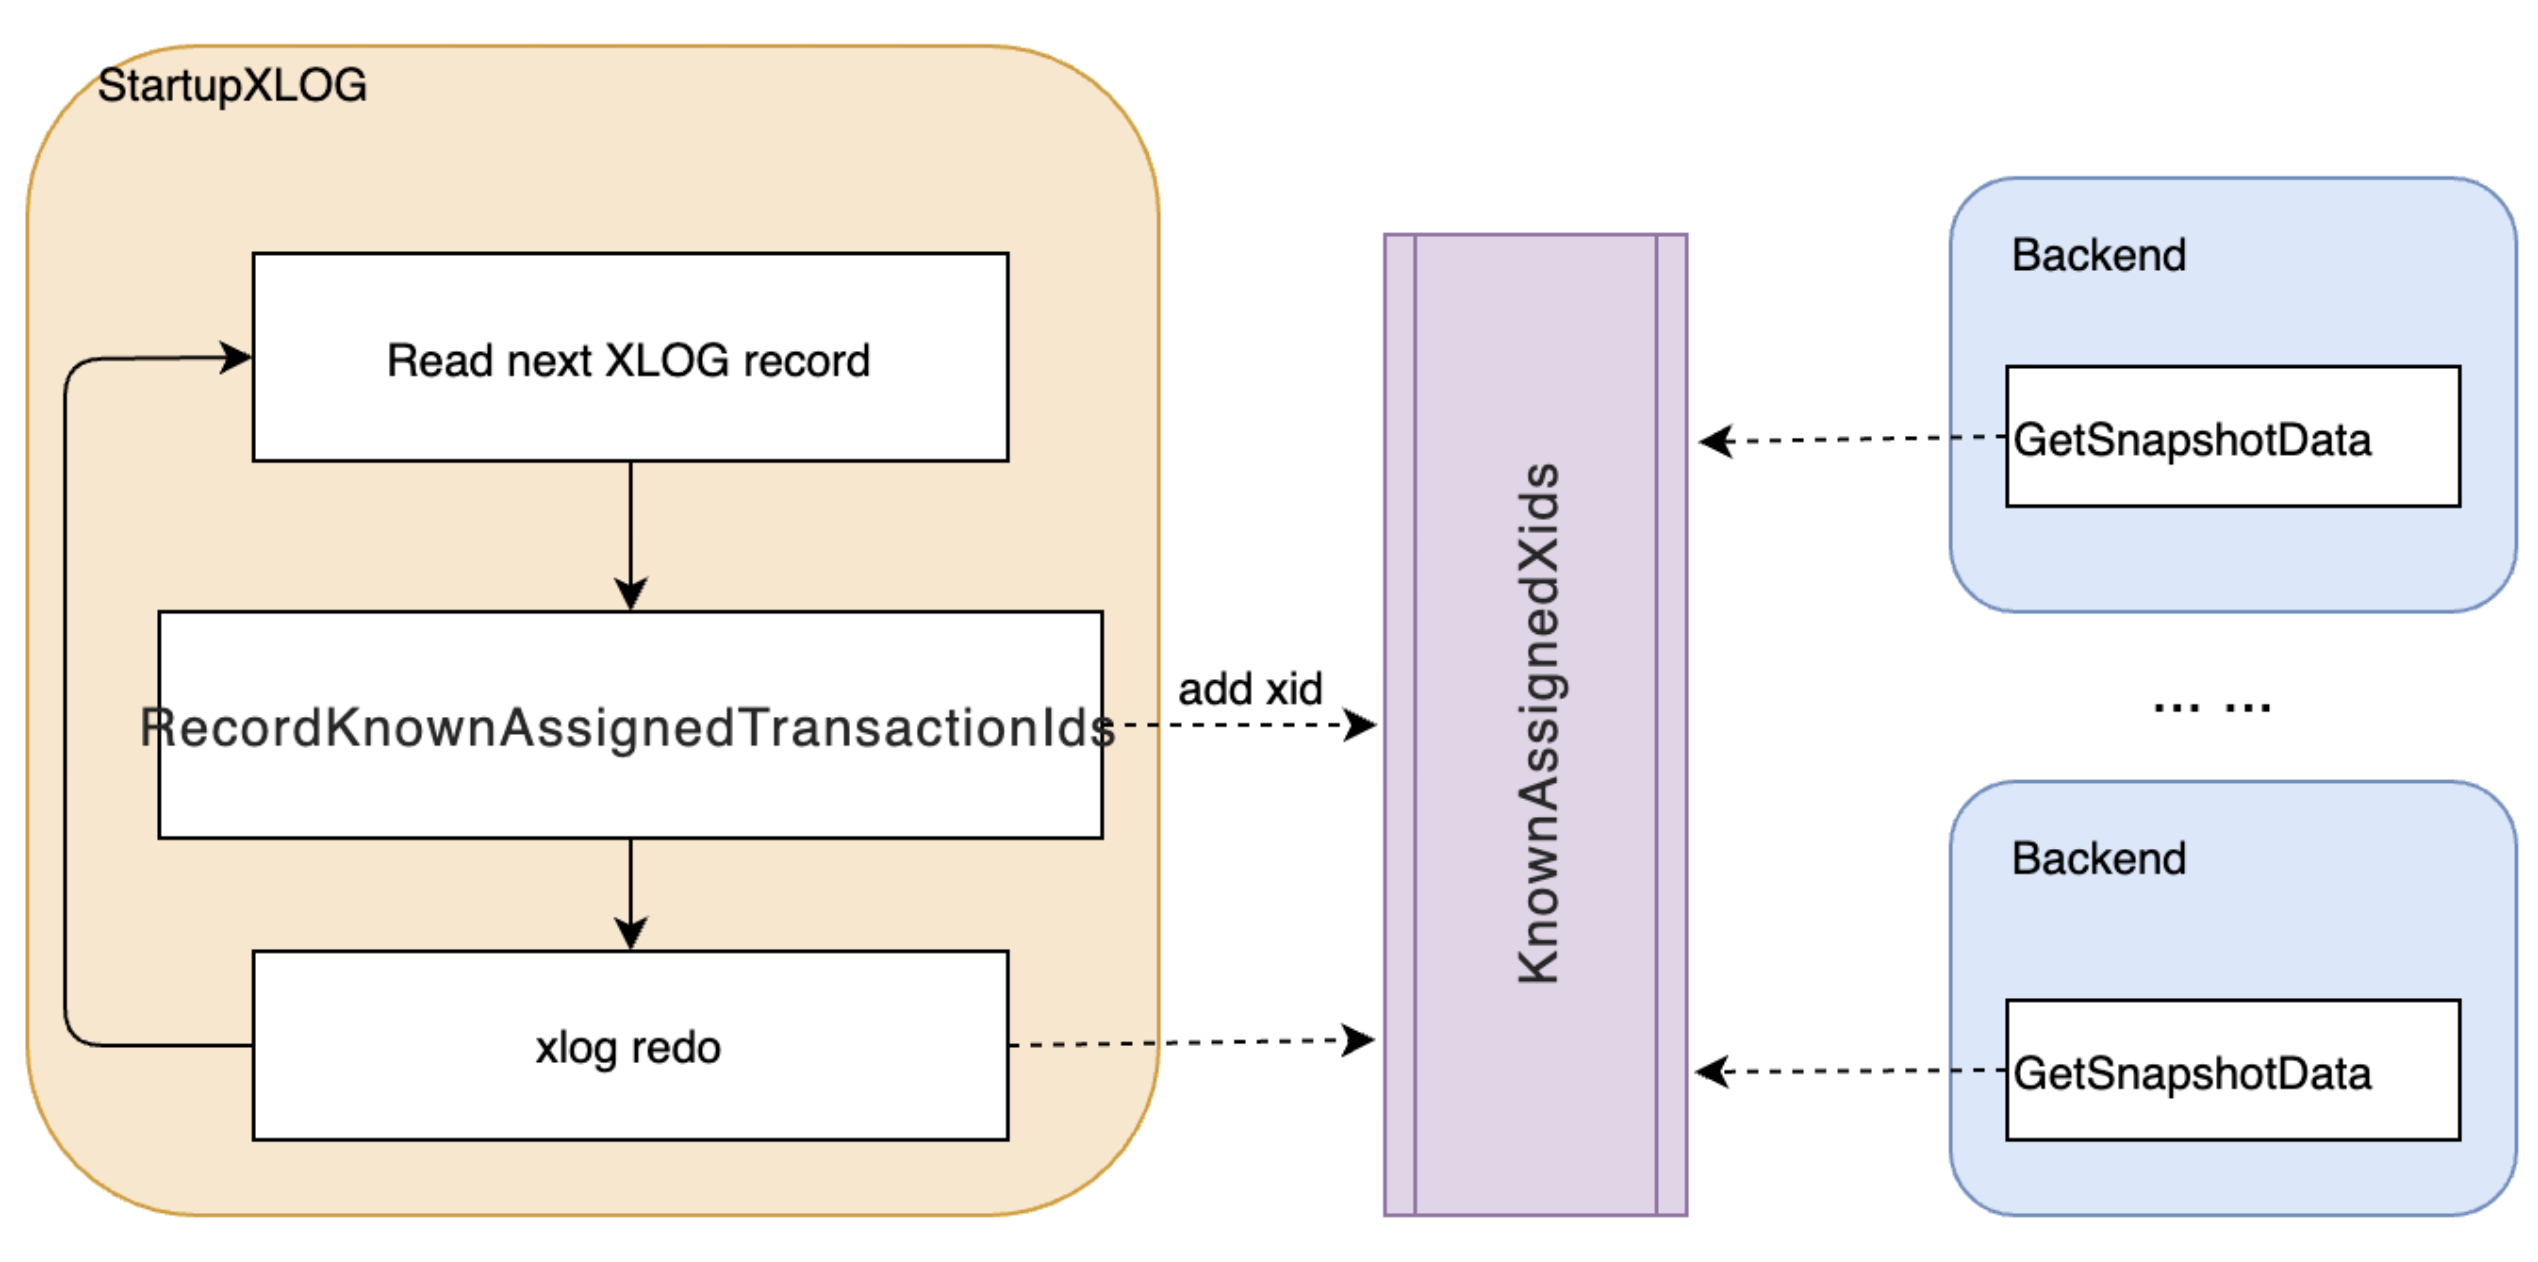 StartupXLOG
Read next XLOG record
RecordKnownAssignedTransactionIds
add xid
xlog redo
KnownAssignedXids
Backend
GetSnapshotData
... ...
Backend
GetSnapshotData